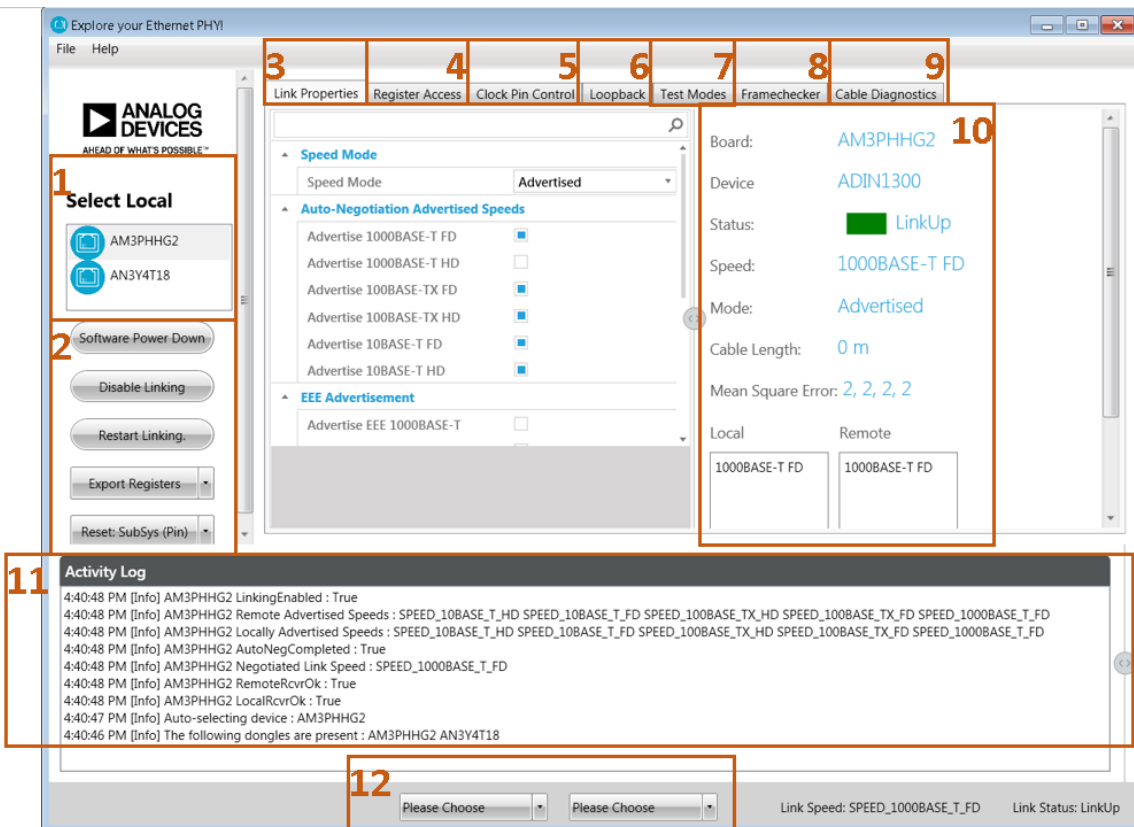 Explore your Ethernet PHY!
File Help
3 4 5 6 7 8 9
Link Properties Register Access Clock Pin Control Loopback Test Modes Framechecker Cable Diagnostics
ANALOG
DEVICES
AHEAD OF WHAT'S POSSIBLE™
1
Select Local
AM3PHHG2
AN3Y4T18
2
Software Power Down
Disable Linking
Restart Linking.
Export Registers
Reset: SubSys (Pin)
Speed Mode
Speed Mode Advertised
Auto-Negotiation Advertised Speeds
Advertise 1000BASE-T FD
Advertise 1000BASE-T HD
Advertise 100BASE-TX FD
Advertise 100BASE-TX HD
Advertise 10BASE-T FD
Advertise 10BASE-T HD
EEE Advertisement
Advertise EEE 1000BASE-T
10
Board: AM3PHHG2
Device ADIN1300
Status: LinkUp
Speed: 1000BASE-T FD
Mode: Advertised
Cable Length: 0 m
Mean Square Error: 2, 2, 2, 2
Local Remote
1000BASE-T FD 1000BASE-T FD
11
Activity Log
4:40:48 PM [Info] AM3PHHG2 LinkingEnabled : True
4:40:48 PM [Info] AM3PHHG2 Remote Advertised Speeds : SPEED_10BASE_T_HD SPEED_10BASE_T_FD SPEED_100BASE_TX_HD SPEED_100BASE_TX_FD SPEED_1000BASE_T_FD
4:40:48 PM [Info] AM3PHHG2 Locally Advertised Speeds : SPEED_10BASE_T_HD SPEED_10BASE_T_FD SPEED_100BASE_TX_HD SPEED_100BASE_TX_FD SPEED_1000BASE_T_FD
4:40:48 PM [Info] AM3PHHG2 AutoNegCompleted : True
4:40:48 PM [Info] AM3PHHG2 Negotiated Link Speed : SPEED_1000BASE_T_FD
4:40:48 PM [Info] AM3PHHG2 RemoteRcvrOk : True
4:40:48 PM [Info] AM3PHHG2 LocalRcvrOk : True
4:40:47 PM [Info] Auto-selecting device : AM3PHHG2
4:40:46 PM [Info] The following dongles are present : AM3PHHG2 AN3Y4T18
12
Please Choose Please Choose Link Speed: SPEED_1000BASE_T_FD Link Status: LinkUp